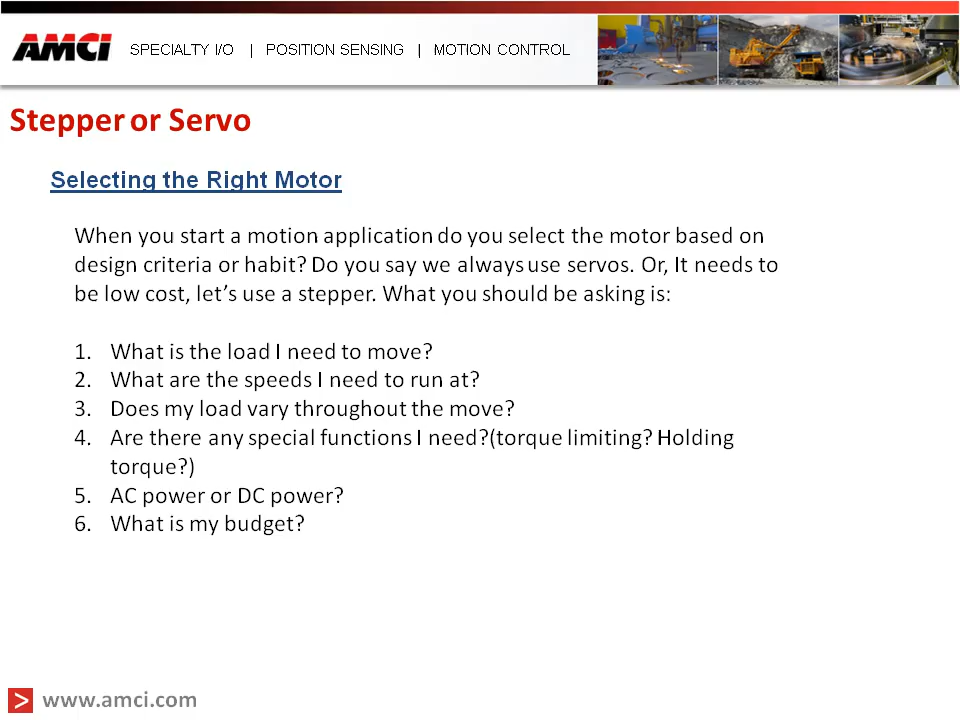 AMCI SPECIALTY I/O | POSITION SENSING | MOTION CONTROL
Stepper or Servo
Selecting the Right Motor
When you start a motion application do you select the motor based on
design criteria or habit? Do you say we always use servos. Or, It needs to
be low cost, let's use a stepper. What you should be asking is:
1. What is the load I need to move?
2. What are the speeds I need to run at?
3. Does my load vary throughout the move?
4. Are there any special functions I need?(torque limiting? Holding
torque?)
5. AC power or DC power?
6. What is my budget?
> www.amci.com